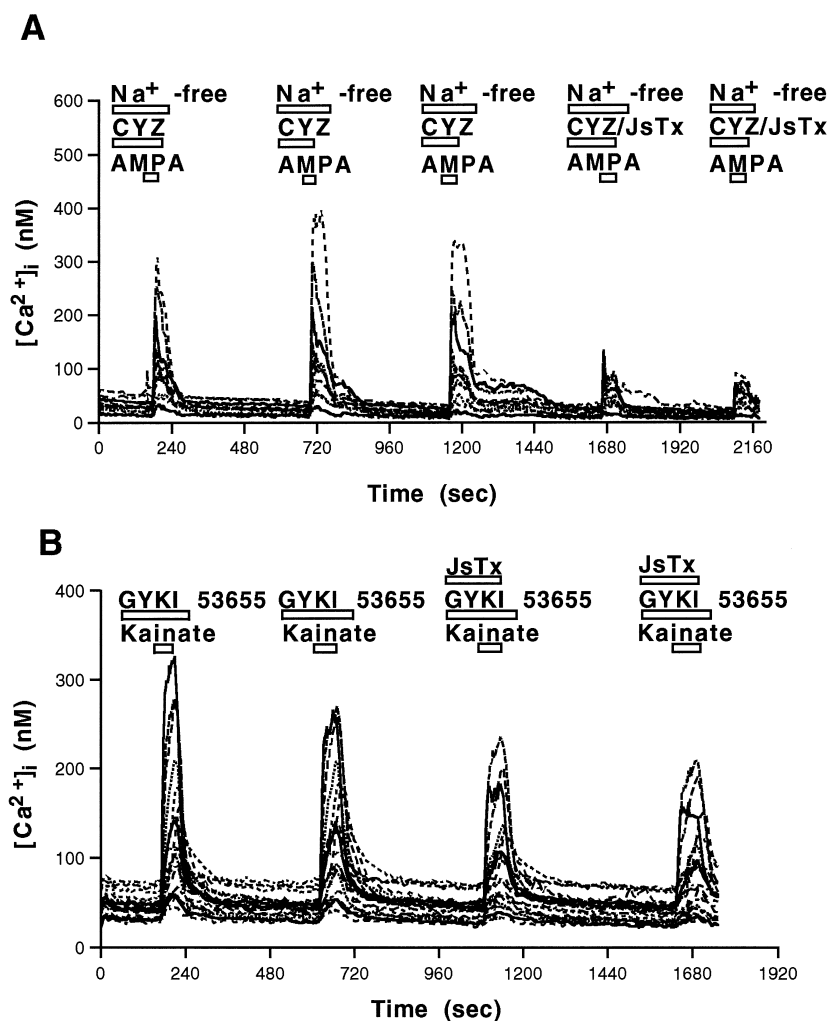 A
Na+ -free Na+ -free Na+ -free Na+ -free Na+ -free
CYZ CYZ CYZ CYZ/JsTx CYZ/JsTx
AMPA AMPA AMPA AMPA AMPA
600
500
400
300
200
100
0
[Ca2+]i (nM)
0 240 480 720 960 1200 1440 1680 1920 2160
Time (sec)
B
JsTx JsTx
GYKI 53655 GYKI 53655 GYKI 53655 GYKI 53655
Kainate Kainate Kainate Kainate
400
300
200
100
0
[Ca2+]i (nM)
0 240 480 720 960 1200 1440 1680 1920
Time (sec)